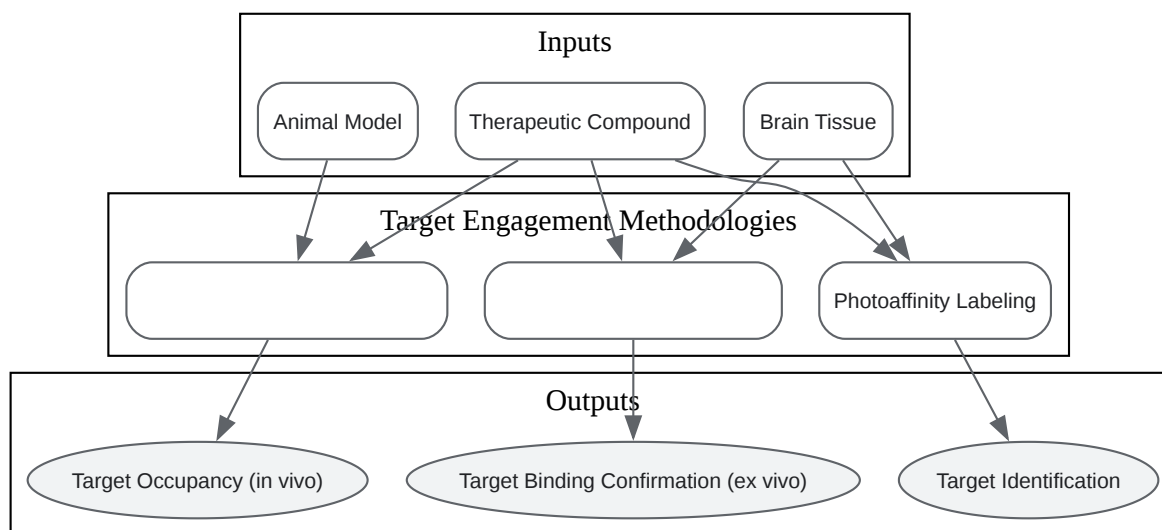 Inputs
Animal Model
Therapeutic Compound
Brain Tissue
Target Engagement Methodologies
Photoaffinity Labeling
Outputs
Target Occupancy (in vivo)
Target Binding Confirmation (ex vivo)
Target Identification